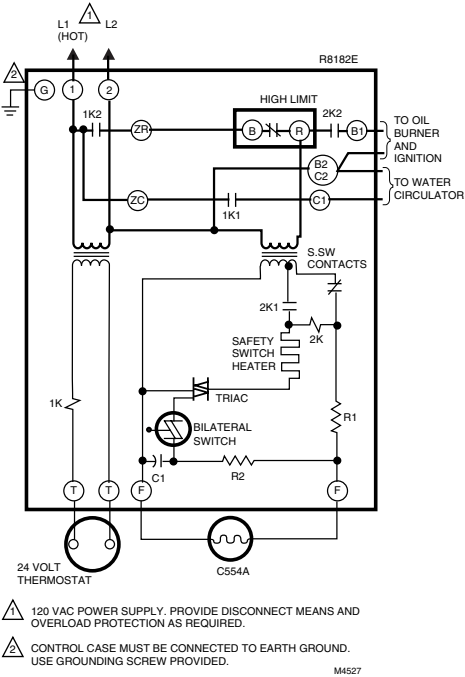 1
L1
L2
(HOT)
R8182E
2
G
1
2
HIGH LIMIT
1K2
2K2
ZR
B
R
B1
TO OIL
BURNER
AND
IGNITION
B2
C2
TO WATER
CIRCULATOR
ZC
1K1
C1
S.SW
CONTACTS
2K1
2K
SAFETY
SWITCH
HEATER
1K
TRIAC
R1
BILATERAL
SWITCH
C1
R2
T
T
F
F
24 VOLT
THERMOSTAT
C554A
1 120 VAC POWER SUPPLY. PROVIDE DISCONNECT MEANS AND
OVERLOAD PROTECTION AS REQUIRED.
2 CONTROL CASE MUST BE CONNECTED TO EARTH GROUND.
USE GROUNDING SCREW PROVIDED.
M4527